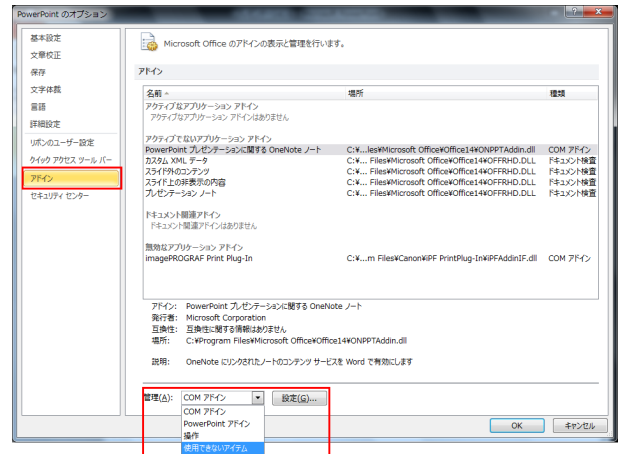 PowerPoint のオプション
基本設定
文章校正
保存
文字体裁
言語
詳細設定
リボンのユーザー設定
クイック アクセス ツール バー
アドイン
セキュリティ センター
Microsoft Office のアドインの表示と管理を行います。
アドイン
名前 場所 種類
アクティブなアプリケーション アドイン
アクティブなアプリケーション アドインはありません
アクティブでないアプリケーション アドイン
PowerPoint プレゼンテーションに関する OneNote ノート C:¥...les¥Microsoft Office¥Office14¥ONPPTAddin.dll COM アドイン
カスタム XML データ C:¥... Files¥Microsoft Office¥Office14¥OFFRHD.DLL ドキュメント検査
スライド外のコンテンツ C:¥... Files¥Microsoft Office¥Office14¥OFFRHD.DLL ドキュメント検査
スライド上の非表示の内容 C:¥... Files¥Microsoft Office¥Office14¥OFFRHD.DLL ドキュメント検査
プレゼンテーション ノート C:¥... Files¥Microsoft Office¥Office14¥OFFRHD.DLL ドキュメント検査
ドキュメント関連アドイン
ドキュメント関連アドインはありません
無効なアプリケーション アドイン
imagePROGRAF Print Plug-In C:¥...m Files¥Canon¥iPF PrintPlug-In¥iPFAddinIF.dll COM アドイン
アドイン: PowerPoint プレゼンテーションに関する OneNote ノート
発行者: Microsoft Corporation
互換性: 互換性に関する情報はありません
場所: C:¥Program Files¥Microsoft Office¥Office14¥ONPPTAddin.dll
説明: OneNote にリンクされたノートのコンテンツ サービスを Word で有効にします
管理(A): COM アドイン 設定(G)...
COM アドイン
PowerPoint アドイン
操作
使用できないアイテム
OK キャンセル